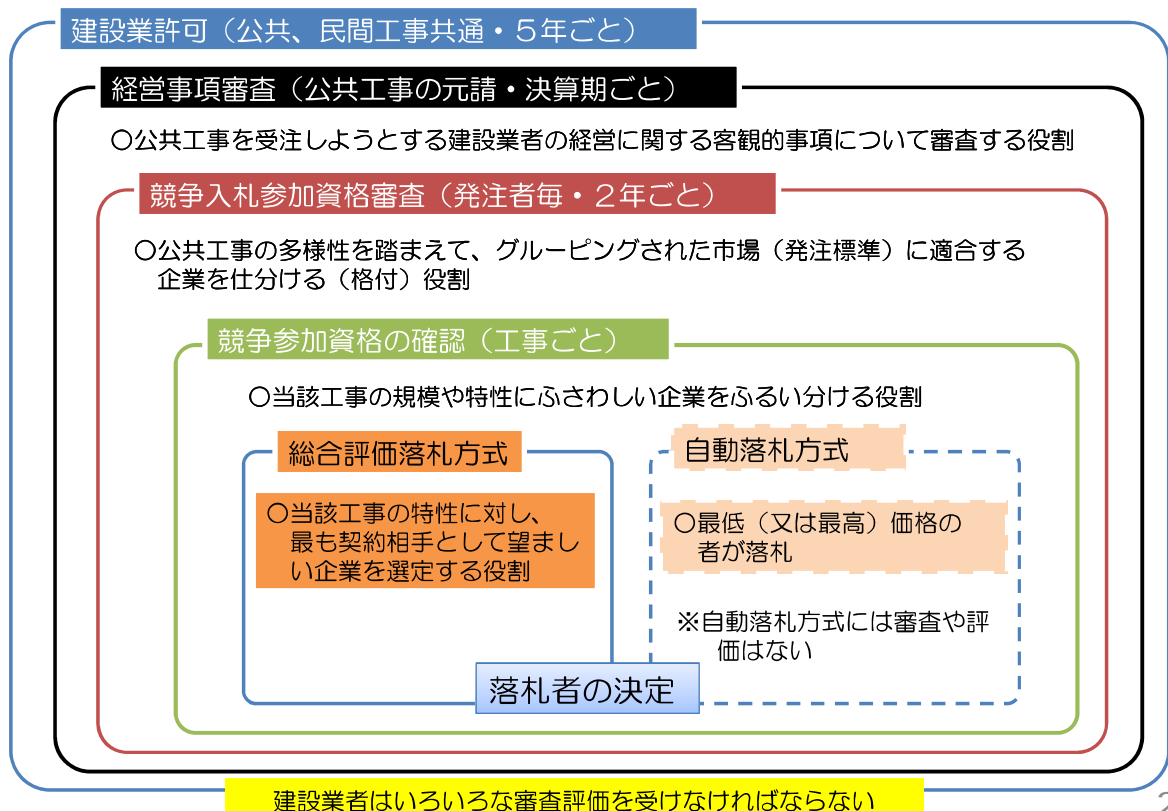 建設業許可（公共、民間工事共通・５年ごと）
経営事項審査（公共工事の元請・決算期ごと）
〇公共工事を受注しようとする建設業者の経営に関する客観的事項について審査する役割
競争入札参加資格審査（発注者毎・２年ごと）
〇公共工事の多様性を踏まえて、グルーピングされた市場（発注標準）に適合する
企業を仕分ける（格付）役割
競争参加資格の確認（工事ごと）
〇当該工事の規模や特性にふさわしい企業をふるい分ける役割
総合評価落札方式
〇当該工事の特性に対し、
最も契約相手として望まし
い企業を選定する役割
自動落札方式
〇最低（又は最高）価格の
者が落札
※自動落札方式には審査や評
価はない
落札者の決定
建設業者はいろいろな審査評価を受けなければならない